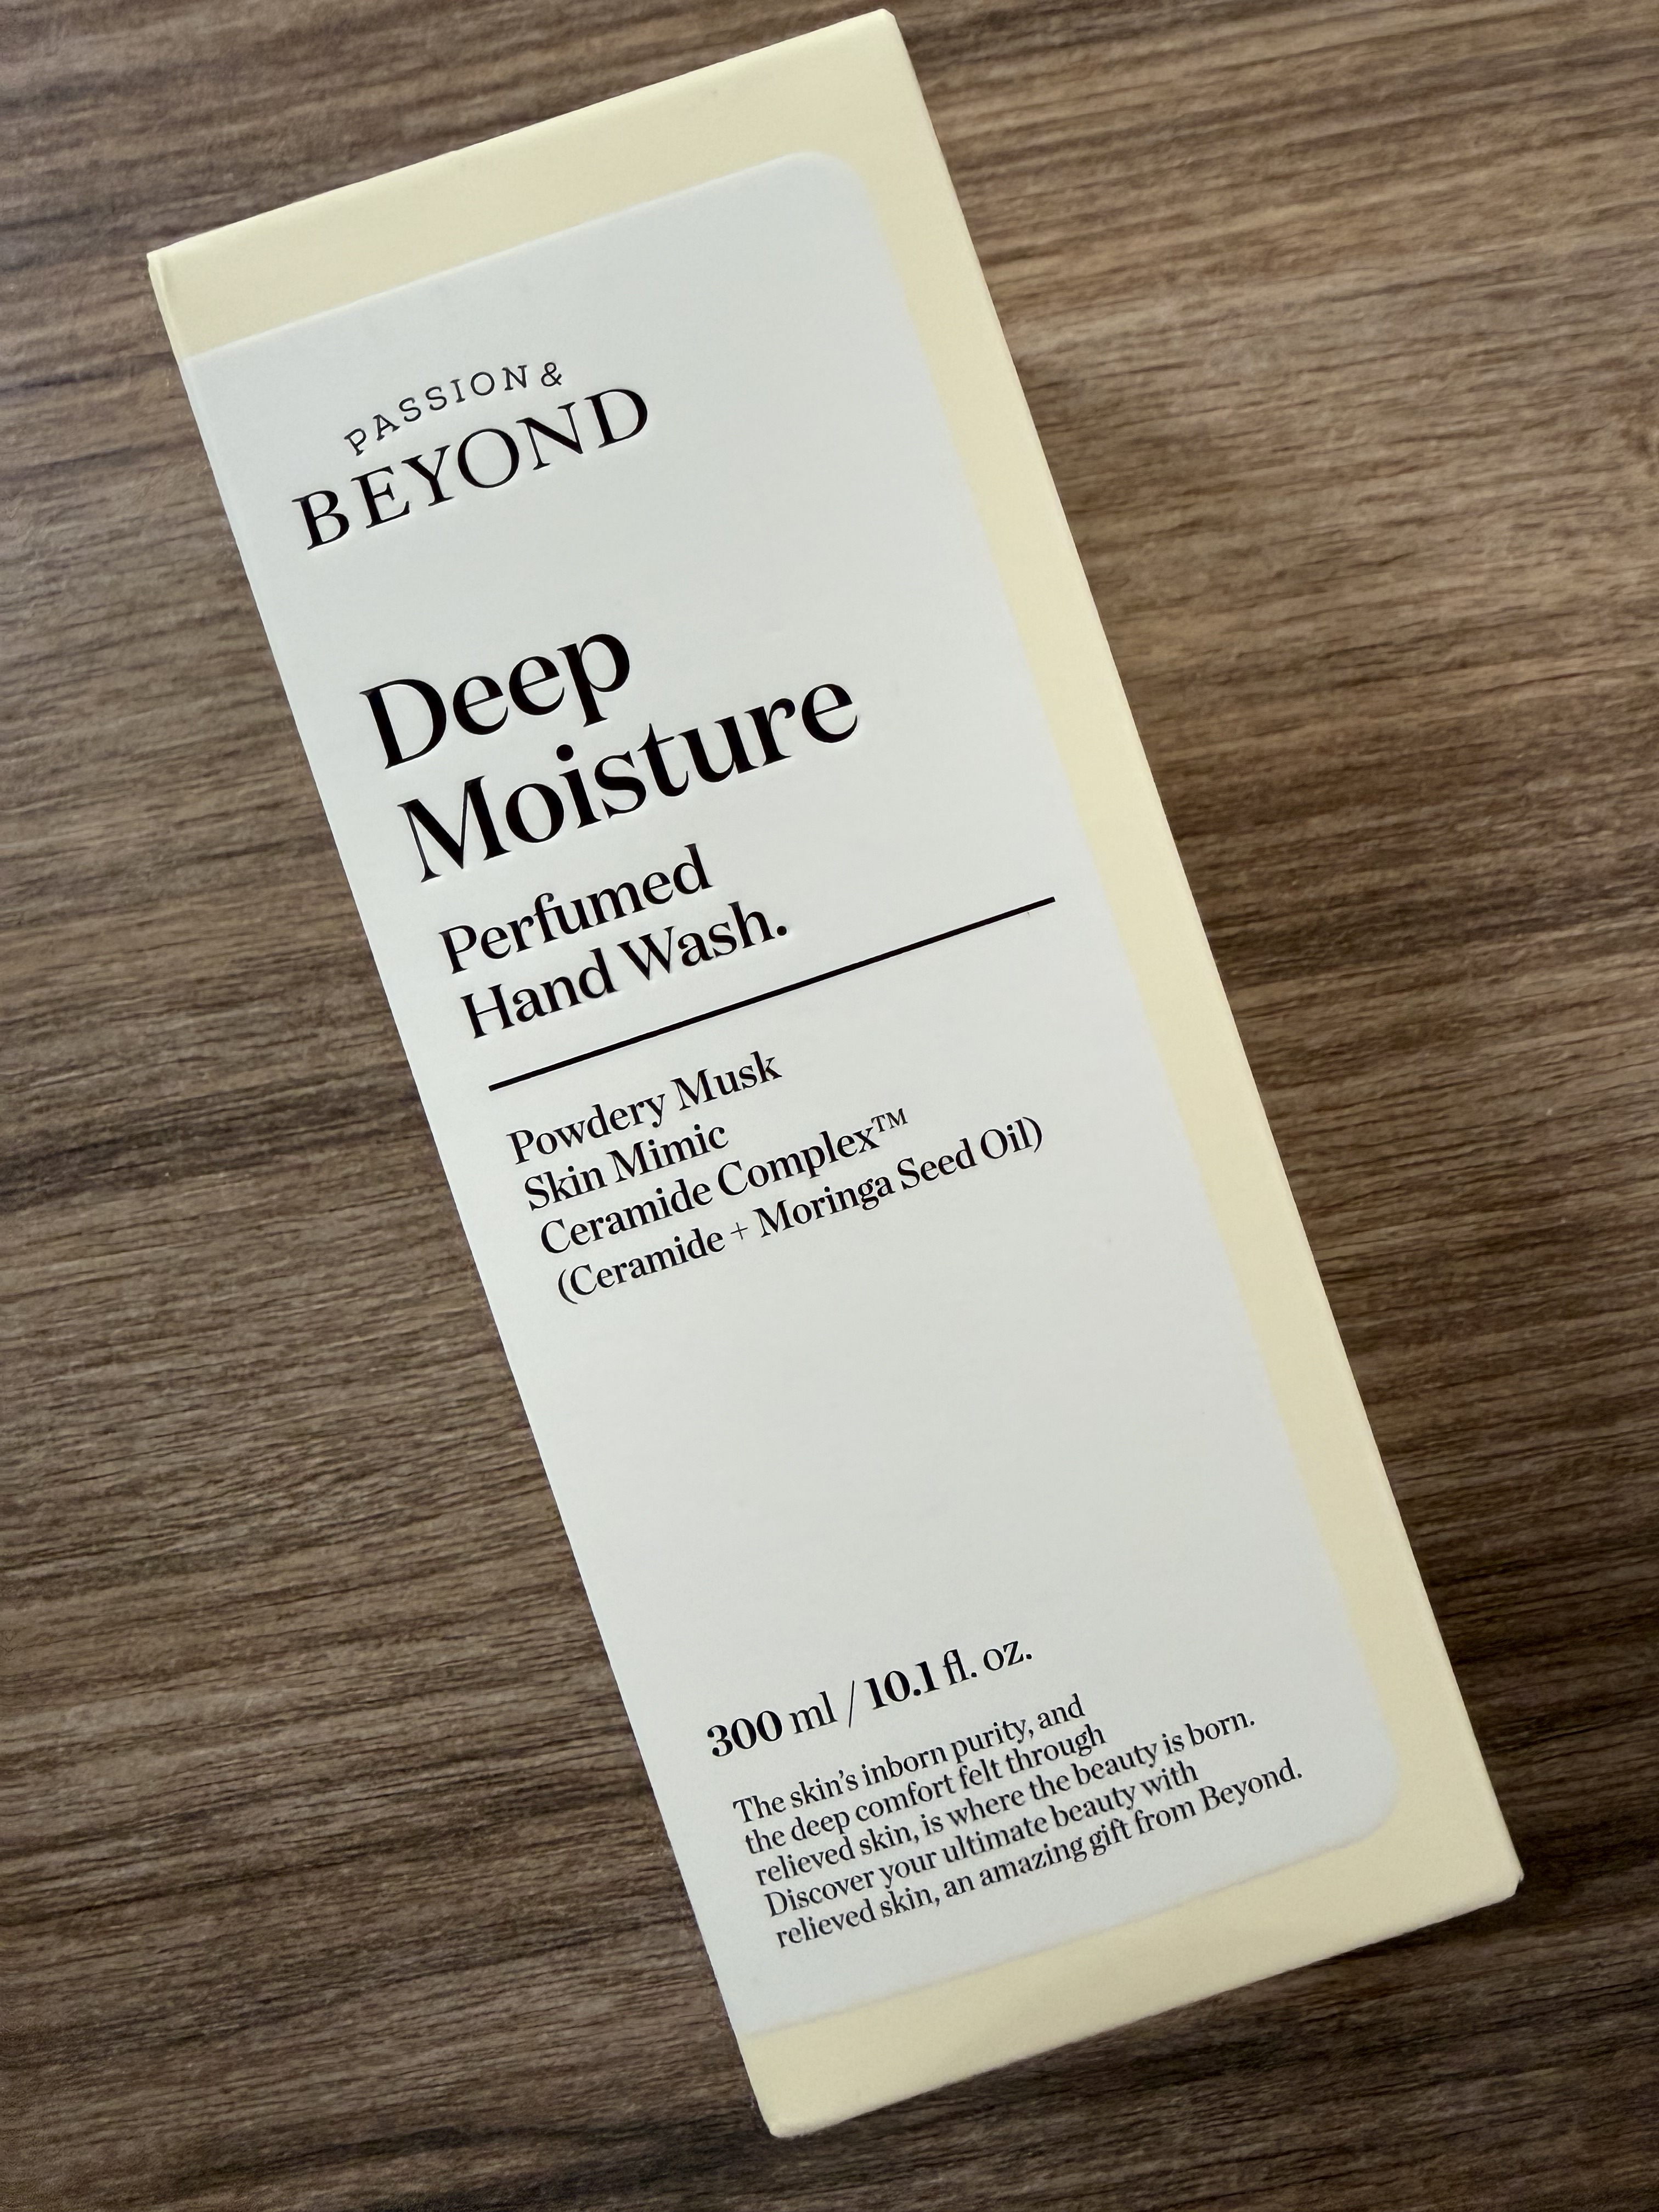 PASSION &
BEYOND
Deep
Moisture
Perfumed
Hand Wash.
Powdery Musk
Skin Mimic
Ceramide Complex™
(Ceramide + Moringa Seed Oil)
300 ml / 10.1 fl. oz.
The skin's inborn purity, and
the deep comfort felt through
relieved skin, is where the beauty is born.
Discover your ultimate beauty with
relieved skin, an amazing gift from Beyond.